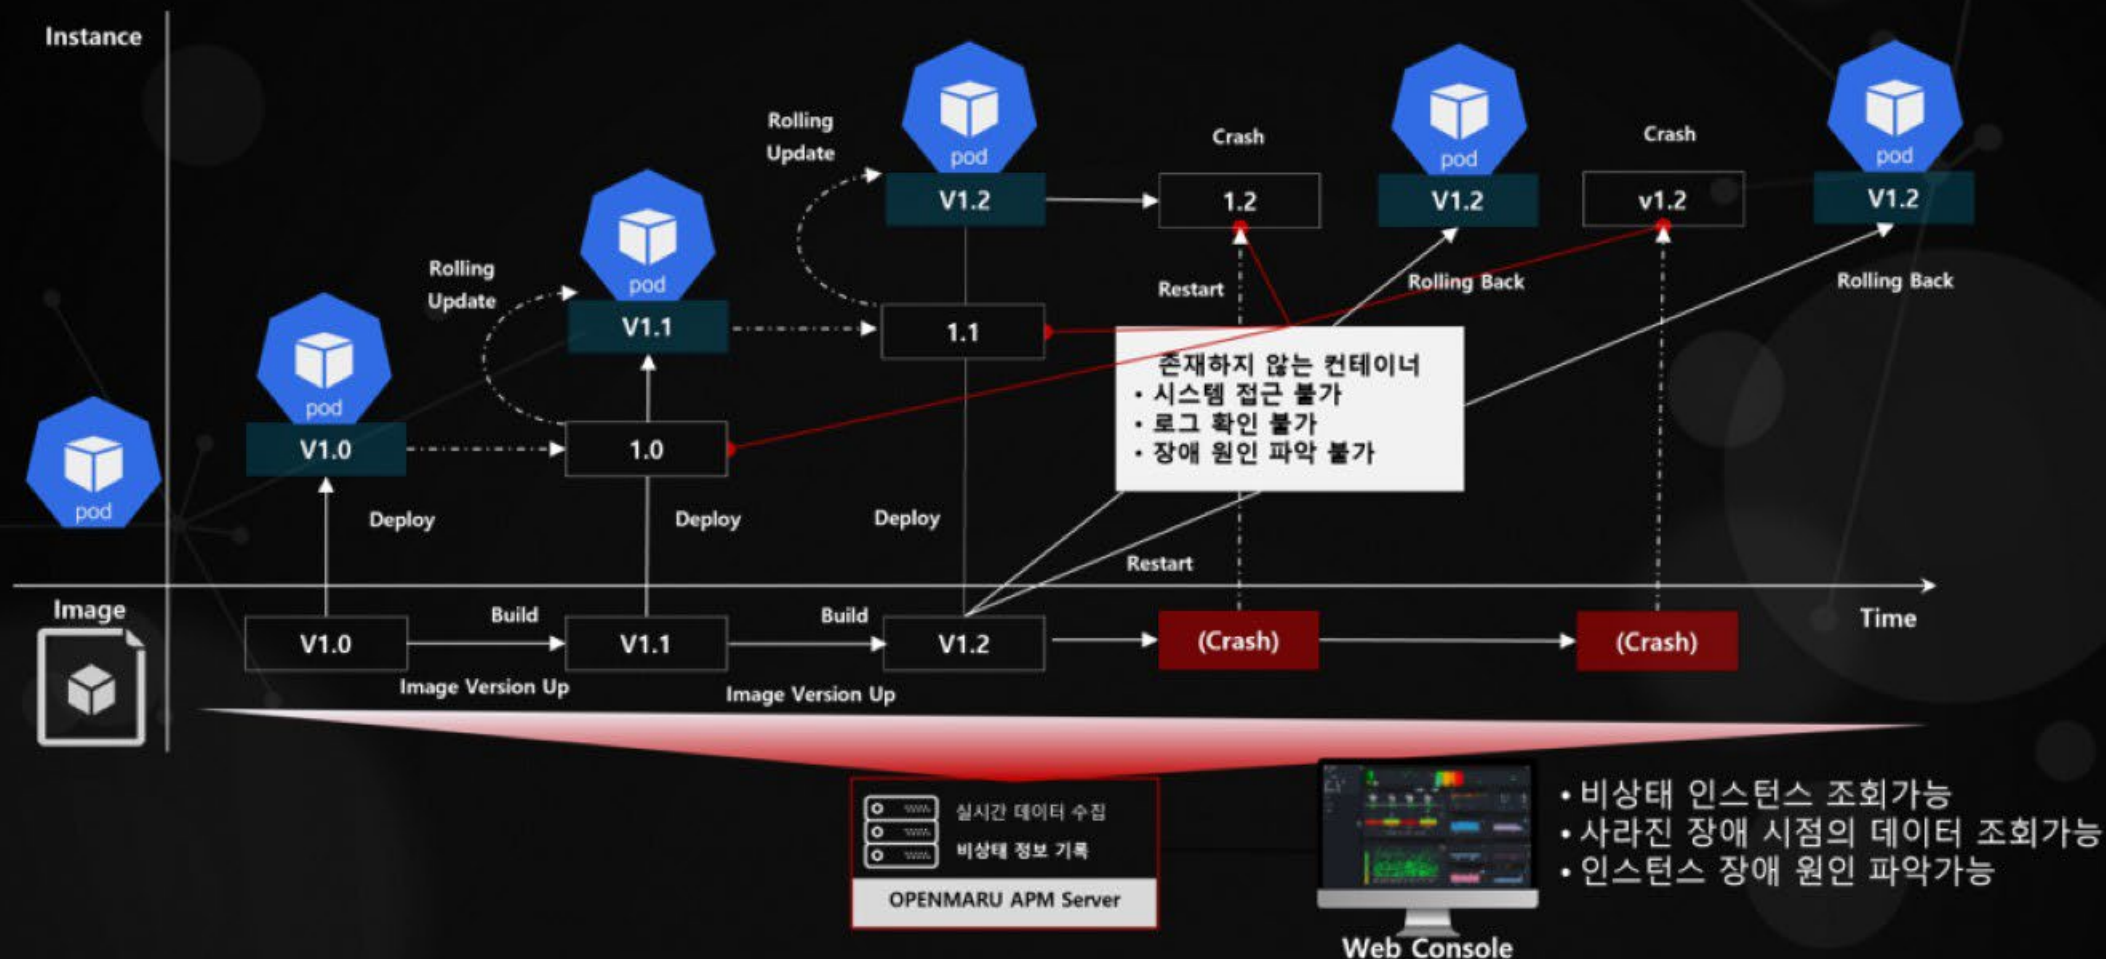 Instance
pod
V1.0
Deploy
Rolling
Update
pod
V1.1
1.0
Deploy
Rolling
Update
pod
V1.2
1.1
Deploy
Crash
1.2
Restart
pod
V1.2
Rolling Back
Crash
v1.2
pod
V1.2
Rolling Back
pod
존재하지 않는 컨테이너
• 시스템 접근 불가
• 로그 확인 불가
• 장애 원인 파악 불가
Restart
Time
Image
V1.0
Build
Image Version Up
V1.1
Build
Image Version Up
V1.2
(Crash)
(Crash)
실시간 데이터 수집
비상태 정보 기록
OPENMARU APM Server
Web Console
• 비상태 인스턴스 조회가능
• 사라진 장애 시점의 데이터 조회가능
• 인스턴스 장애 원인 파악가능